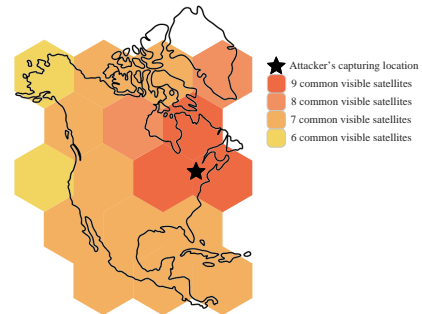 Attacker's capturing location
9 common visible satellites
8 common visible satellites
7 common visible satellites
6 common visible satellites